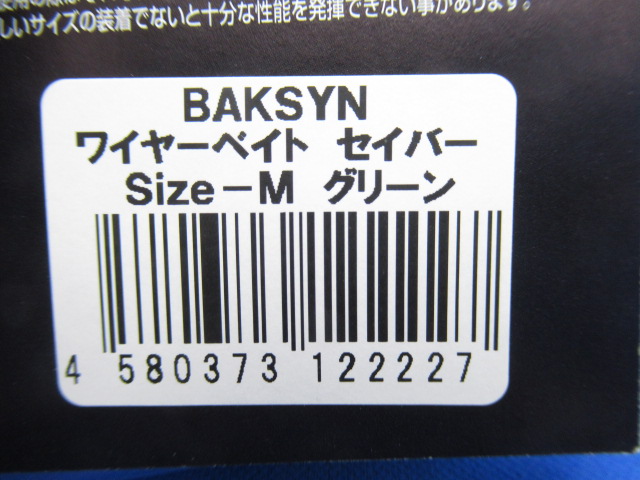 しいサイズの装着でないと十分な性能を発揮できない事があります。
BAKSYN
ワイヤーベイト セイバー
Size-M グリーン
4 580373 122227